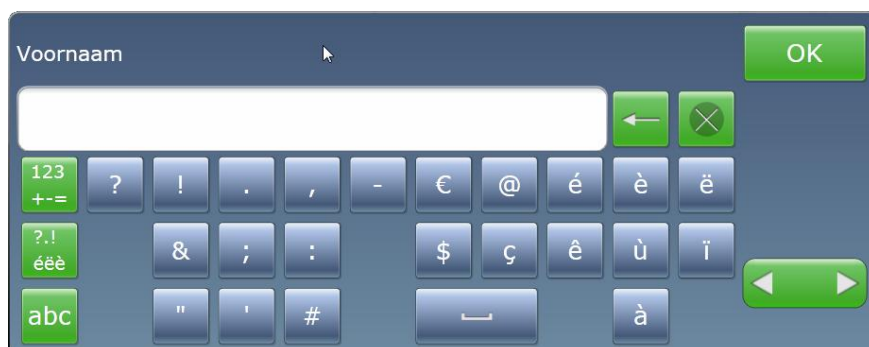 Voornaam
OK
123 ? ! . , - € @ é è ë
+-=
?.! & ; : $ ç ê ù ï
éëè
abc " ' # à